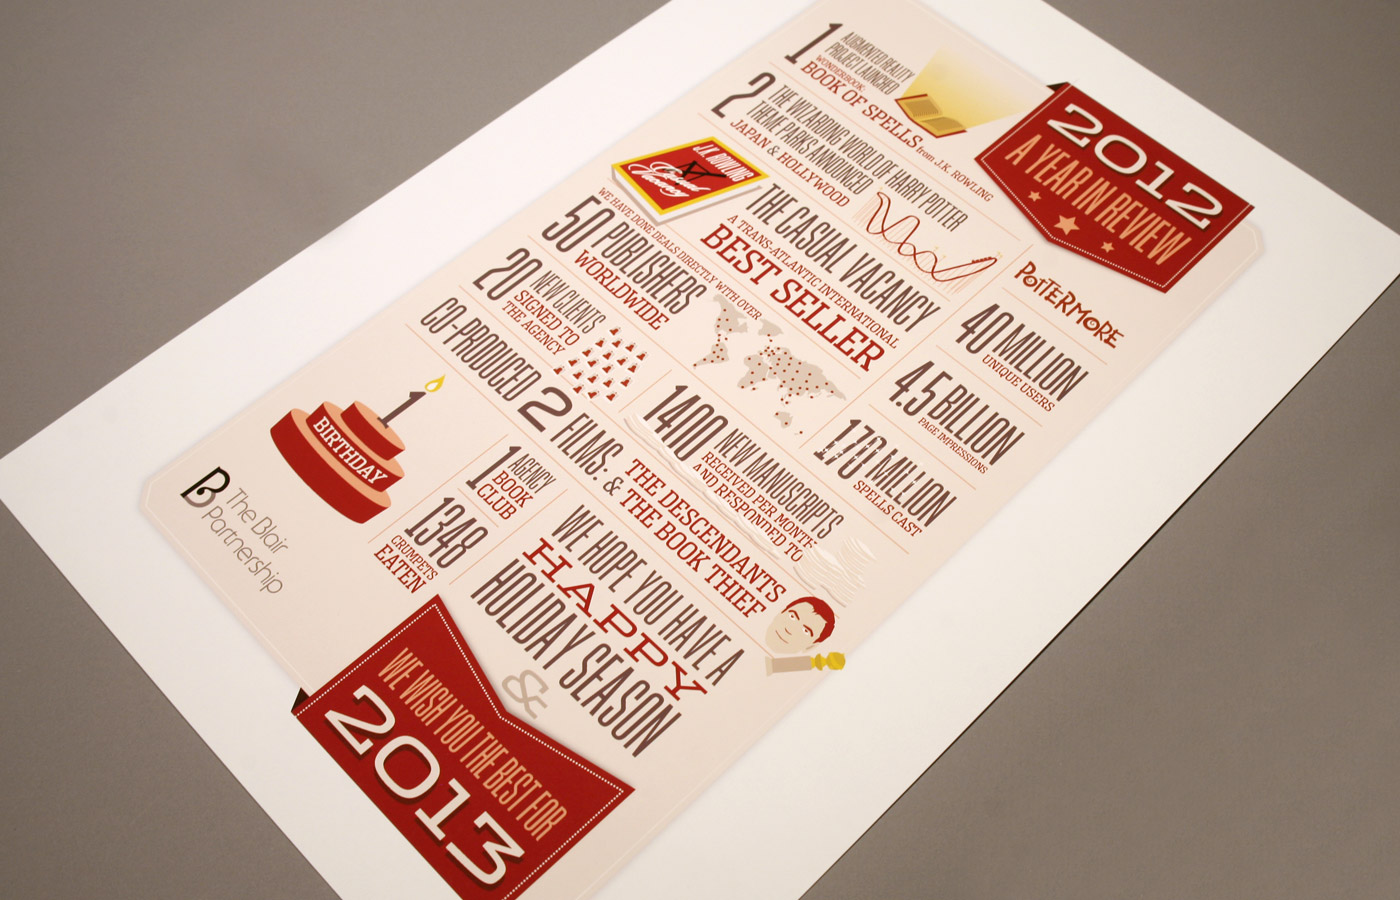 2012
A YEAR IN REVIEW
1 AUGMENTED REALITY
PROJECT LAUNCHED
WONDERBOOK:
BOOK OF SPELLS from J.K. ROWLING
2 THE WIZARDING WORLD OF HARRY POTTER
THEME PARKS ANNOUNCED
JAPAN & HOLLYWOOD
J.K. ROWLING
The Casual Vacancy
THE CASUAL VACANCY
A TRANS-ATLANTIC INTERNATIONAL
BEST SELLER
POTTERMORE
40 MILLION
UNIQUE USERS
4.5 BILLION
PAGE IMPRESSIONS
170 MILLION
SPELLS CAST
WE HAVE DONE DEALS DIRECTLY WITH OVER
50 PUBLISHERS
WORLDWIDE
20 NEW CLIENTS
SIGNED TO
THE AGENCY
1400 NEW MANUSCRIPTS
RECEIVED PER MONTH
AND RESPONDED TO
CO-PRODUCED 2 FILMS:
THE DESCENDANTS
& THE BOOK THIEF
1
BIRTHDAY
1 AGENCY
BOOK
CLUB
1348
CRUMPETS
EATEN
WE HOPE YOU HAVE A
HAPPY
HOLIDAY SEASON
&
WE WISH YOU THE BEST FOR
2013
B The Blair
Partnership